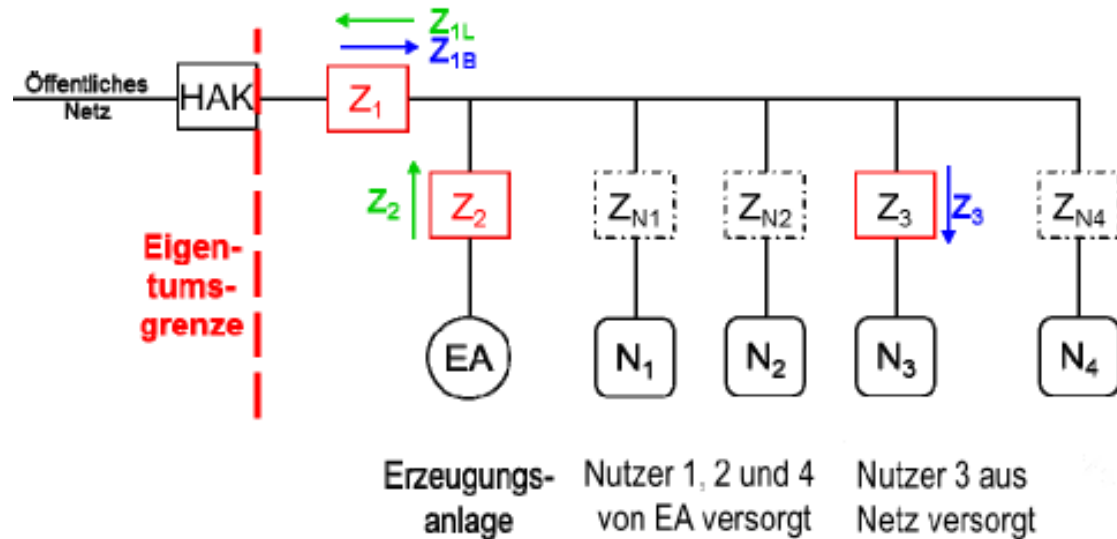 Z1L
Z1B
Öffentliches
Netz
HAK
Z1
Z2
Z2
ZN1
ZN2
Z3
Z3
ZN4
Eigen-
tums-
grenze
EA
N1
N2
N3
N4
Erzeugungs-
anlage
Nutzer 1, 2 und 4
von EA versorgt
Nutzer 3 aus
Netz versorgt